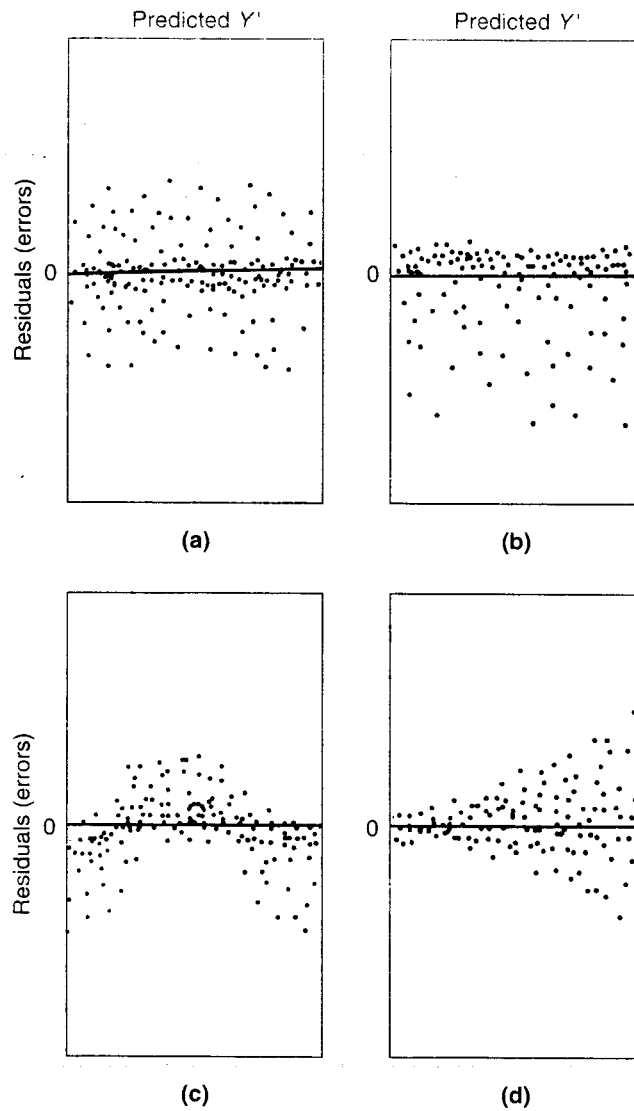 Predicted Y'
Predicted Y'
Residuals (errors)
0
0
(a)
(b)
Residuals (errors)
0
0
(c)
(d)